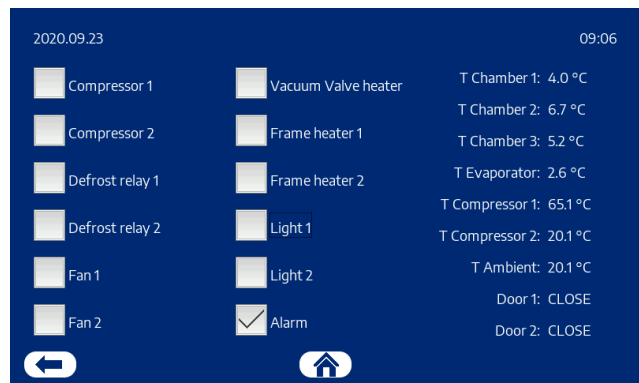 2020.09.23
09:06
Compressor 1
Compressor 2
Defrost relay 1
Defrost relay 2
Fan 1
Fan 2
Vacuum Valve heater
Frame heater 1
Frame heater 2
Light 1
Light 2
Alarm
T Chamber 1: 4.0 °C
T Chamber 2: 6.7 °C
T Chamber 3: 5.2 °C
T Evaporator: 2.6 °C
T Compressor 1: 65.1 °C
T Compressor 2: 20.1 °C
T Ambient: 20.1 °C
Door 1: CLOSE
Door 2: CLOSE